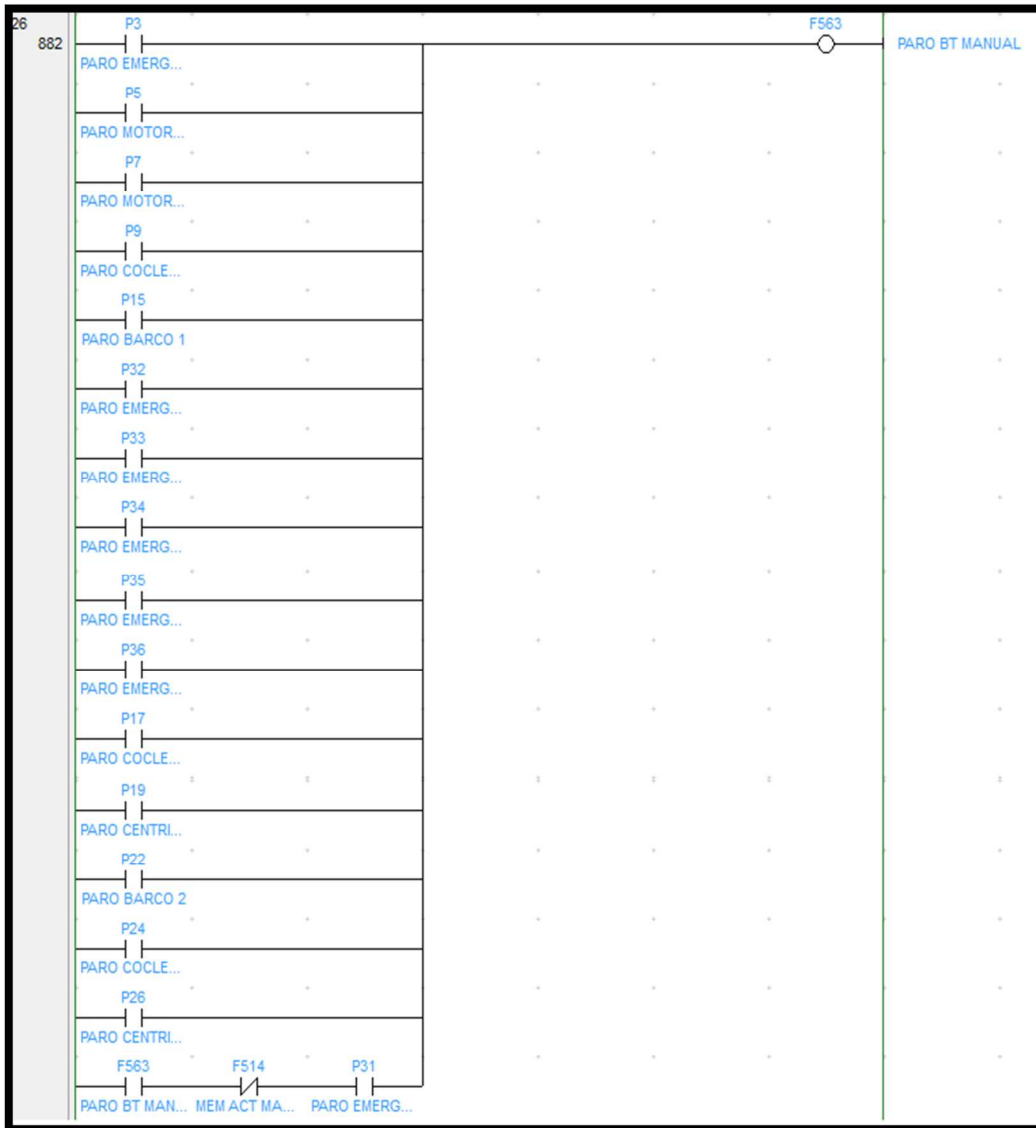 26 P3 F563
882 PARO BT MANUAL
PARO EMERG...
P5
PARO MOTOR...
P7
PARO MOTOR...
P9
PARO COCLE...
P15
PARO BARCO 1
P32
PARO EMERG...
P33
PARO EMERG...
P34
PARO EMERG...
P35
PARO EMERG...
P36
PARO EMERG...
P17
PARO COCLE...
P19
PARO CENTRI...
P22
PARO BARCO 2
P24
PARO COCLE...
P26
PARO CENTRI...
F563 F514 P31
PARO BT MAN... MEM ACT MA... PARO EMERG...